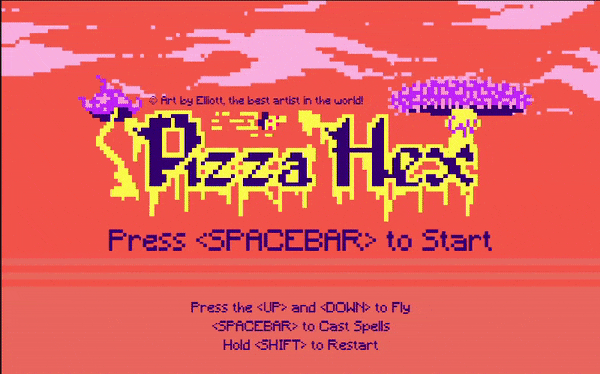 © Art by Elliott, the best artist in the world!
Pizza Hex
Press <SPACEBAR> to Start
Press the <UP> and <DOWN> to Fly
<SPACEBAR> to Cast Spells
Hold <SHIFT> to Restart